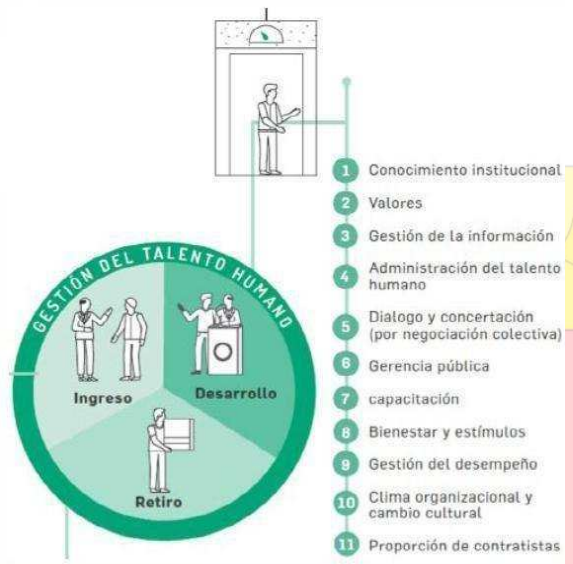 GESTIÓN DEL TALENTO HUMANO
Ingreso
Desarrollo
Retiro
1 Conocimiento institucional
2 Valores
3 Gestión de la información
4 Administración del talento
humano
5 Dialogo y concertación
(por negociación colectiva)
6 Gerencia pública
7 capacitación
8 Bienestar y estímulos
9 Gestión del desempeño
10 Clima organizacional y
cambio cultural
11 Proporción de contratistas